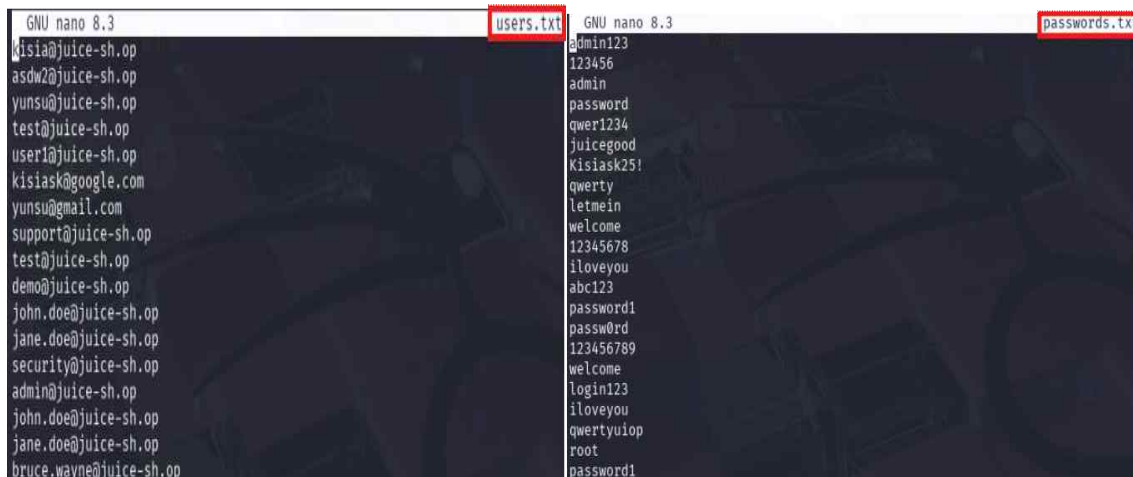 GNU nano 8.3 users.txt
kisia@juice-sh.op
asdw2@juice-sh.op
yunsu@juice-sh.op
test@juice-sh.op
user1@juice-sh.op
kisiask@google.com
yunsu@gmail.com
support@juice-sh.op
test@juice-sh.op
demo@juice-sh.op
john.doe@juice-sh.op
jane.doe@juice-sh.op
security@juice-sh.op
admin@juice-sh.op
john.doe@juice-sh.op
jane.doe@juice-sh.op
bruce.wayne@juice-sh.op
GNU nano 8.3 passwords.tx
admin123
123456
admin
password
qwer1234
juicegood
Kisiask25!
qwerty
letmein
welcome
12345678
iloveyou
abc123
password1
passw0rd
123456789
welcome
login123
iloveyou
qwertyuiop
root
password1